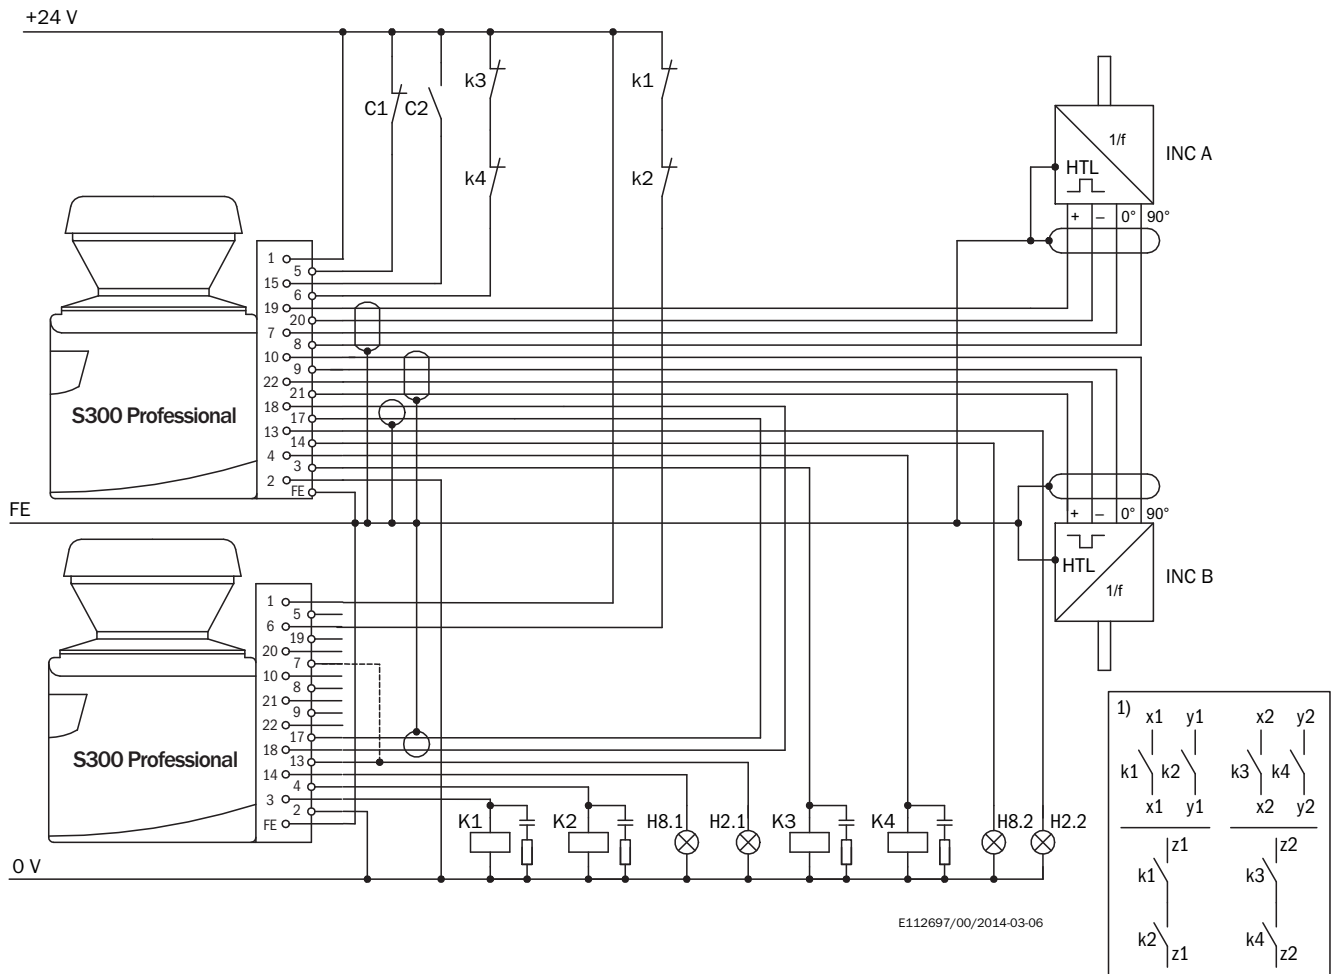 +24 V
k3
k1
C1 C2
k4
k2
1/f
INC A
HTL
+ – 0° 90°
1
5
15
6
19
20
7
8
10
9
22
21
18
17
13
14
4
3
2
FE
S300 Professional
FE
+ – 0° 90°
HTL
INC B
1/f
1
5
6
19
20
7
10
8
21
9
22
17
18
13
14
4
3
2
FE
S300 Professional
K1 K2 H8.1 H2.1 K3 K4 H8.2 H2.2
0 V
E112697/00/2014-03-06
1)
x1 y1 x2 y2
k1 k2 k3 k4
x1 y1 x2 y2
z1 z2
k1 k3
k2 z1 k4 z2